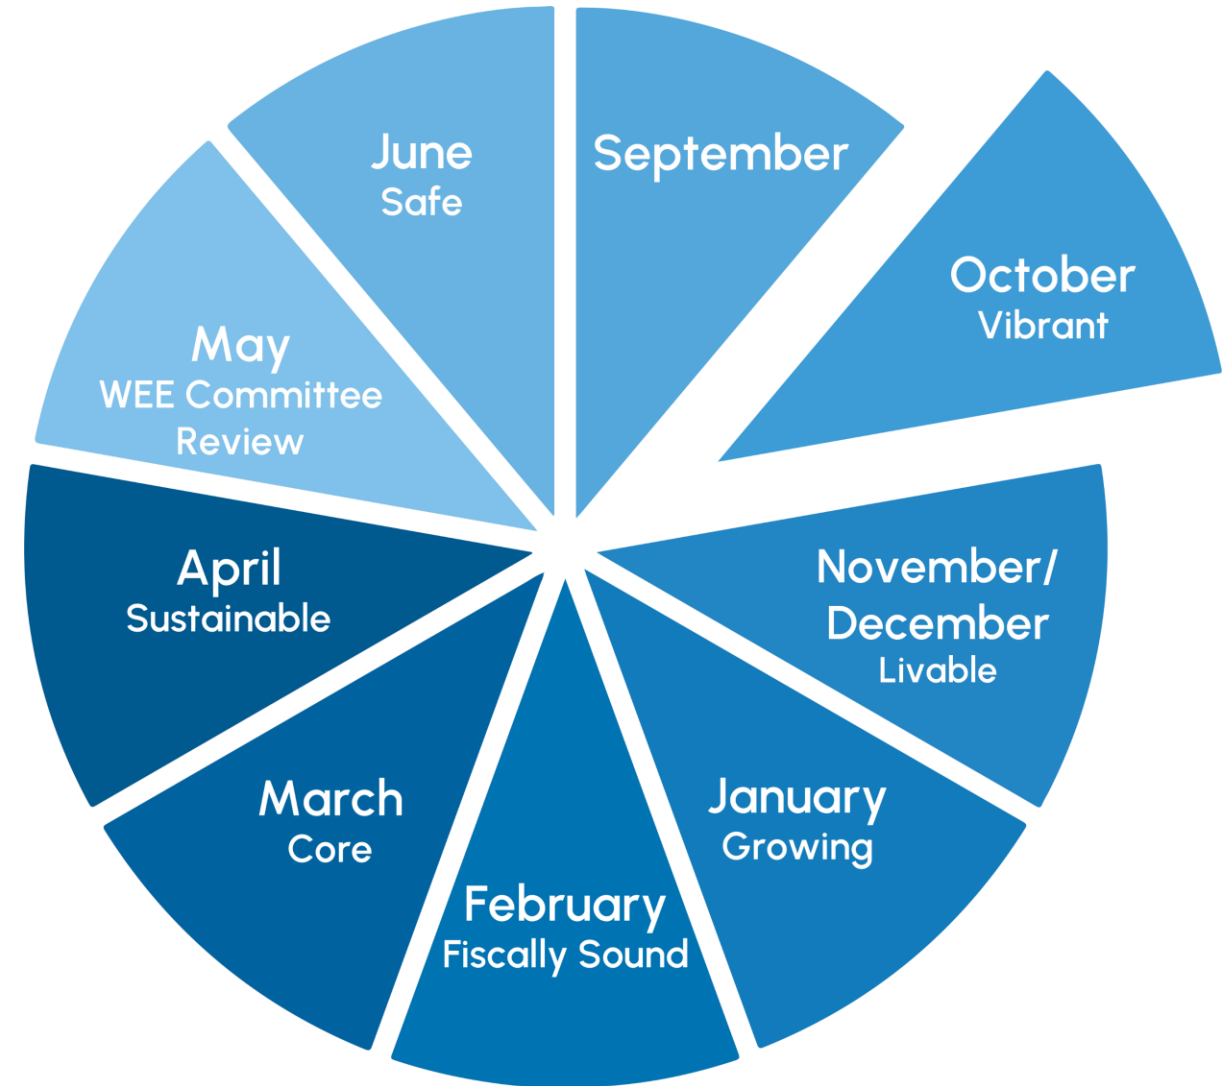 September
October
Vibrant
November/
December
Livable
January
Growing
February
Fiscally Sound
March
Core
April
Sustainable
May
WEE Committee
Review
June
Safe